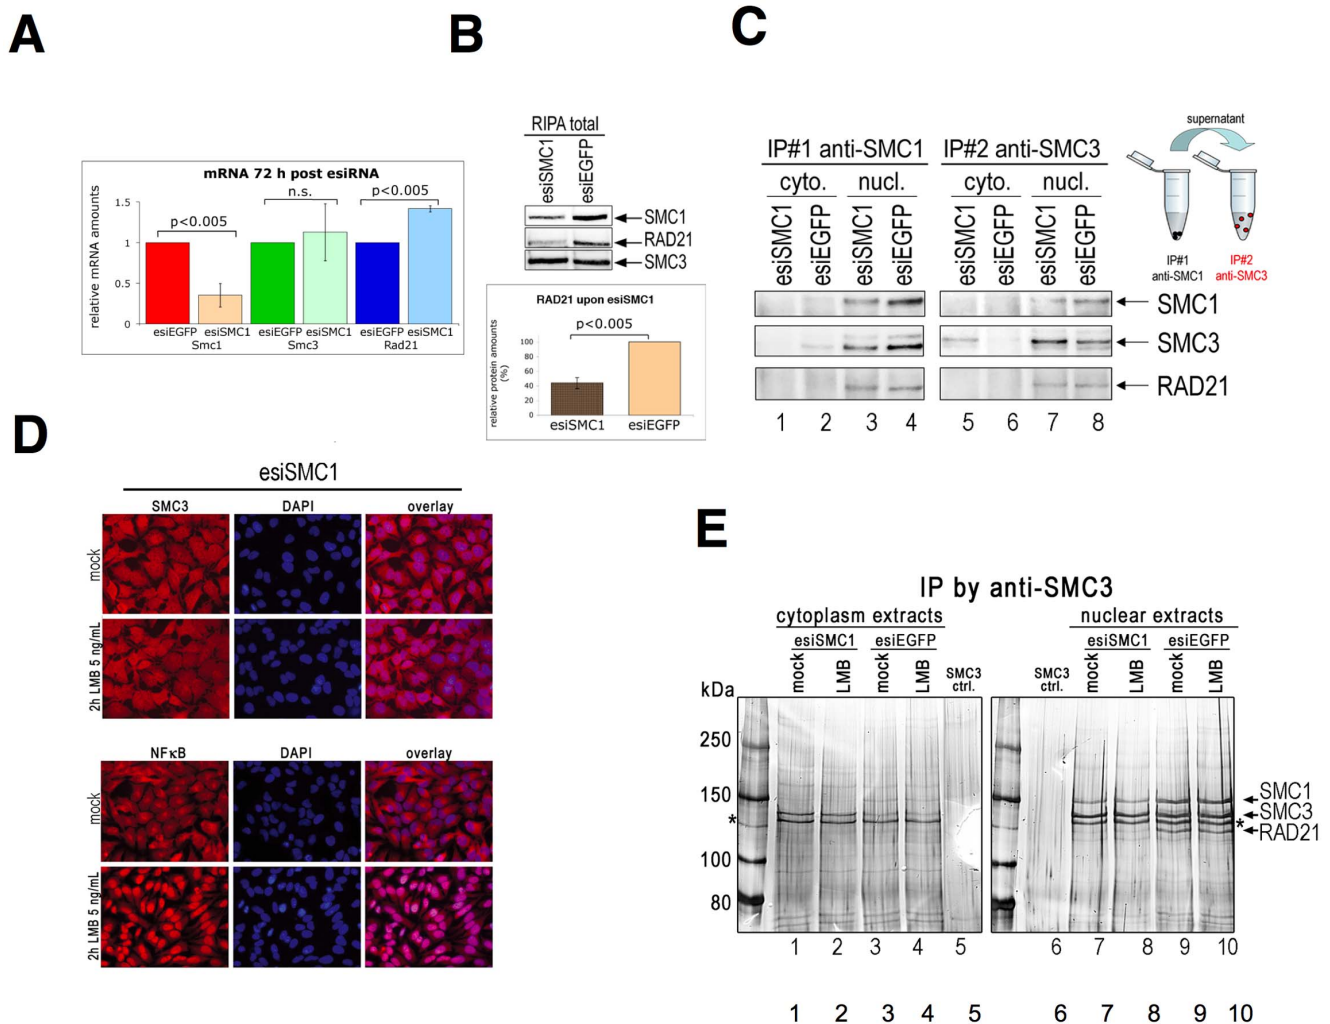 A
mRNA 72 h post esiRNA
relative mRNA amounts
1.5
1
0.5
0
p<0.005
n.s.
p<0.005
esiEGFP esiSMC1 esiEGFP esiSMC1 esiEGFP esiSMC1
Smc1 Smc3 Rad21
B
RIPA total
esiSMC1
esiEGFP
SMC1
RAD21
SMC3
RAD21 upon esiSMC1
relative protein amounts
(%)
p<0.005
100
80
60
40
20
0
esiSMC1 esiEGFP
C
supernatant
IP#1 anti-SMC1 IP#2 anti-SMC3
cyto. nucl. cyto. nucl.
esiSMC1
esiEGFP
esiSMC1
esiEGFP
esiSMC1
esiEGFP
esiSMC1
esiEGFP
IP#1
anti-SMC1
IP#2
anti-SMC3
SMC1
SMC3
RAD21
1 2 3 4 5 6 7 8
D
esiSMC1
SMC3 DAPI overlay
mock
2h LMB 5 ng/mL
NFκB DAPI overlay
mock
2h LMB 5 ng/mL
E
IP by anti-SMC3
cytoplasm extracts nuclear extracts
esiSMC1 esiEGFP esiSMC1 esiEGFP
mock
LMB
mock
LMB
SMC3
ctrl.
SMC3
ctrl.
mock
LMB
mock
LMB
kDa
250
150
*
100
80
SMC1
SMC3
*
RAD21
1 2 3 4 5 6 7 8 9 10
1 2 3 4 5 6 7 8 9 10